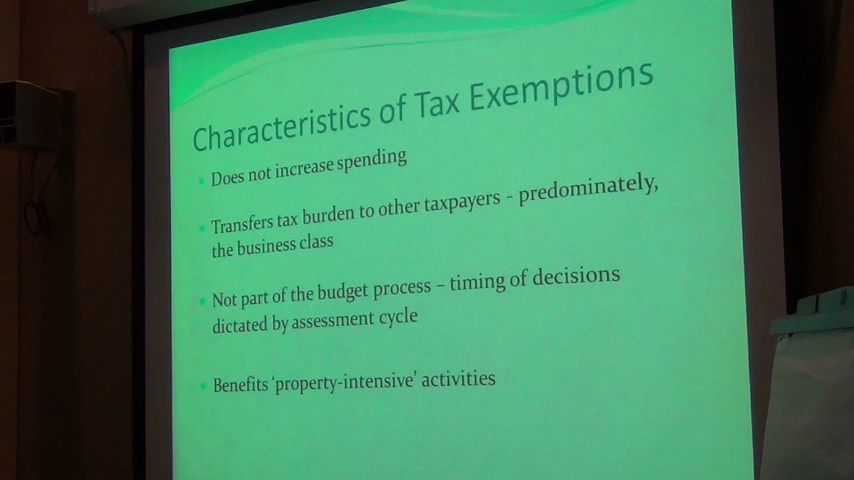 Characteristics of Tax Exemptions
Does not increase spending
Transfers tax burden to other taxpayers - predominately,
the business class
Not part of the budget process – timing of decisions
dictated by assessment cycle
Benefits ‘property-intensive’ activities